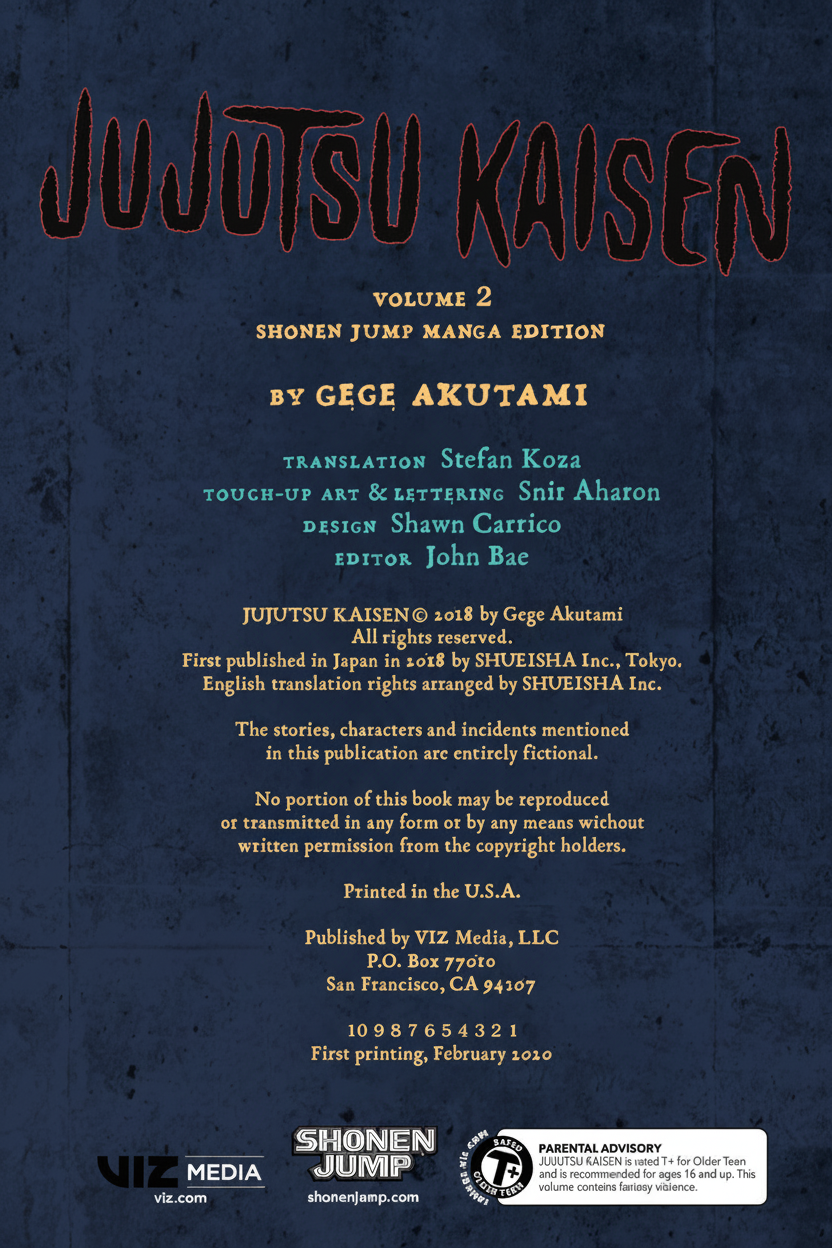 JUJUTSU KAISEN
VOLUME 2
SHONEN JUMP MANGA EDITION
BY GEGE AKUTAMI
TRANSLATION Stefan Koza
TOUCH-UP ART & LETTERING Snir Aharon
DESIGN Shawn Carrico
EDITOR John Bae
JUJUTSU KAISEN © 2018 by Gege Akutami
All rights reserved.
First published in Japan in 2018 by SHUEISHA Inc., Tokyo.
English translation rights arranged by SHUEISHA Inc.
The stories, characters and incidents mentioned
in this publication are entirely fictional.
No portion of this book may be reproduced
or transmitted in any form or by any means without
written permission from the copyright holders.
Printed in the U.S.A.
Published by VIZ Media, LLC
P.O. Box 77010
San Francisco, CA 94107
10 9 8 7 6 5 4 3 2 1
First printing, February 2020
VIZ MEDIA
viz.com
SHONEN
JUMP
shonenjump.com
RATED
T+
PARENTAL ADVISORY
JUJUTSU KAISEN is rated T+ for Older Teen
and is recommended for ages 16 and up. This
volume contains fantasy violence.